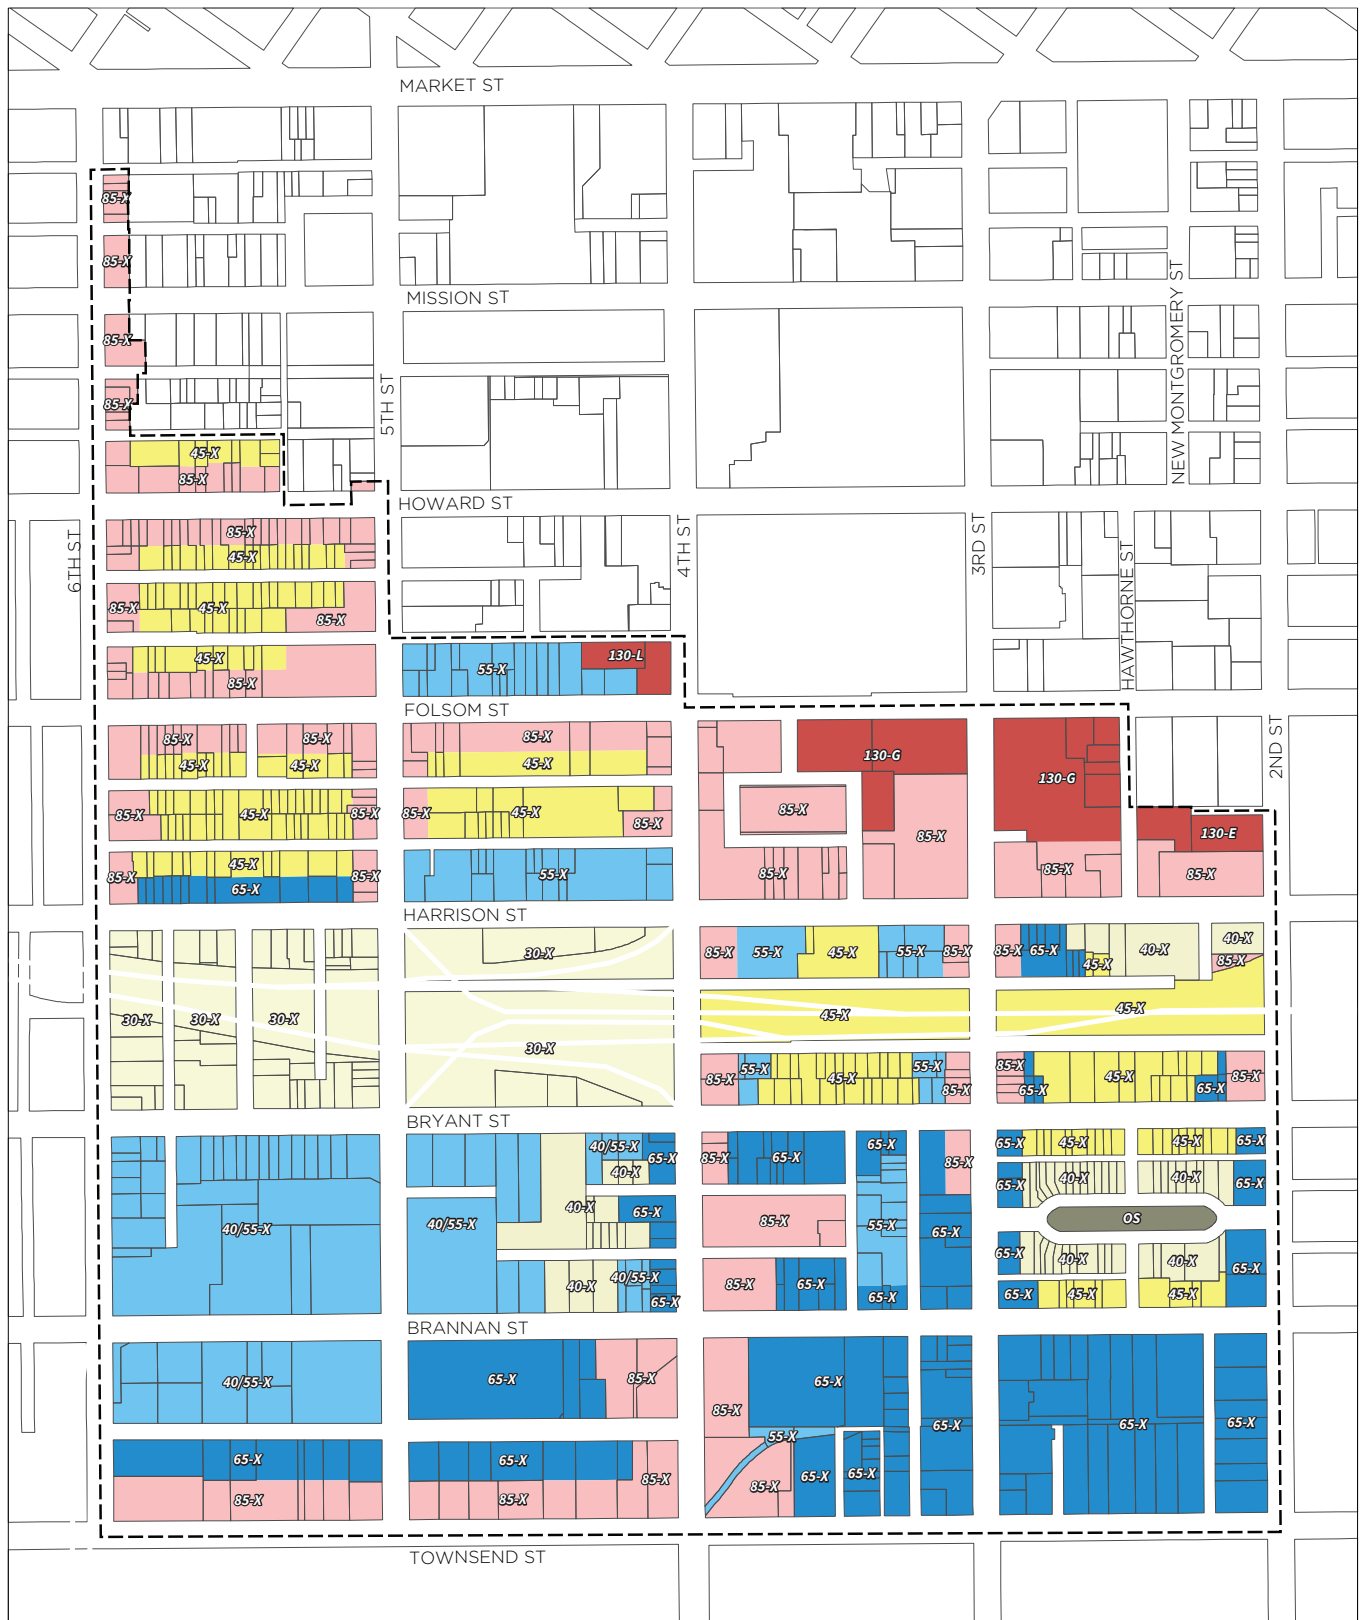 MARKET ST
85-X
85-X
MISSION ST
NEW MONTGOMERY ST
85-X
5TH ST
85-X
45-X
85-X
HOWARD ST
6TH ST
4TH ST
3RD ST
HAWTHORNE ST
85-X
45-X
85-X
45-X
85-X
45-X
85-X
55-X
130-L
FOLSOM ST
2ND ST
85-X
85-X
85-X
45-X
45-X
45-X
130-G
130-G
85-X
45-X
85-X
85-X
45-X
85-X
85-X
85-X
130-E
85-X
45-X
65-X
85-X
55-X
85-X
85-X
85-X
HARRISON ST
30-X
85-X
55-X
45-X
55-X
85-X
85-X
65-X
45-X
40-X
40-X
85-X
30-X
30-X
30-X
30-X
45-X
45-X
85-X
55-X
45-X
55-X
85-X
85-X
65-X
45-X
65-X
85-X
BRYANT ST
40/55-X
40-X
65-X
85-X
65-X
65-X
85-X
65-X
45-X
45-X
65-X
65-X
40-X
40-X
65-X
40/55-X
40/55-X
40-X
65-X
85-X
55-X
65-X
OS
65-X
40-X
40-X
65-X
40-X
40/55-X
65-X
85-X
65-X
65-X
65-X
45-X
45-X
BRANNAN ST
40/55-X
65-X
85-X
85-X
65-X
65-X
65-X
65-X
55-X
65-X
85-X
65-X
85-X
85-X
85-X
65-X
65-X
TOWNSEND ST